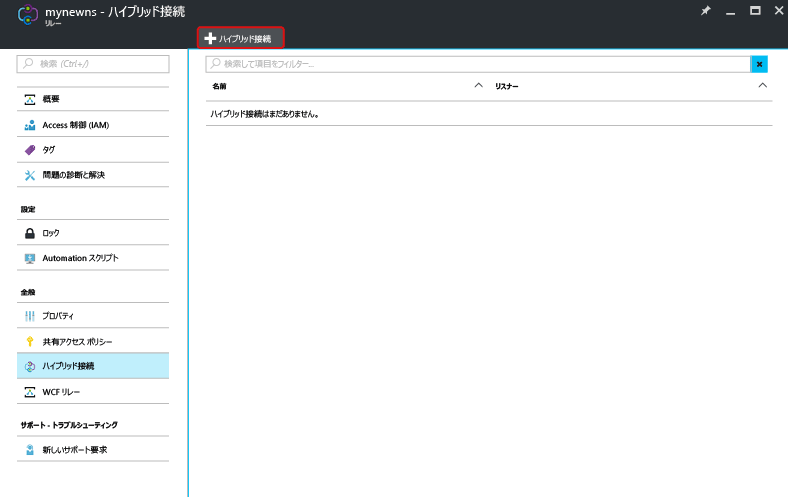 mynewns - ハイブリッド接続
リレー
ハイブリッド接続
検索 (Ctrl+/)
検索して項目をフィルター...
名前 リスナー
ハイブリッド接続はまだありません。
概要
Access 制御 (IAM)
タグ
問題の診断と解決
設定
ロック
Automation スクリプト
全般
プロパティ
共有アクセス ポリシー
ハイブリッド接続
WCF リレー
サポート - トラブルシューティング
新しいサポート要求